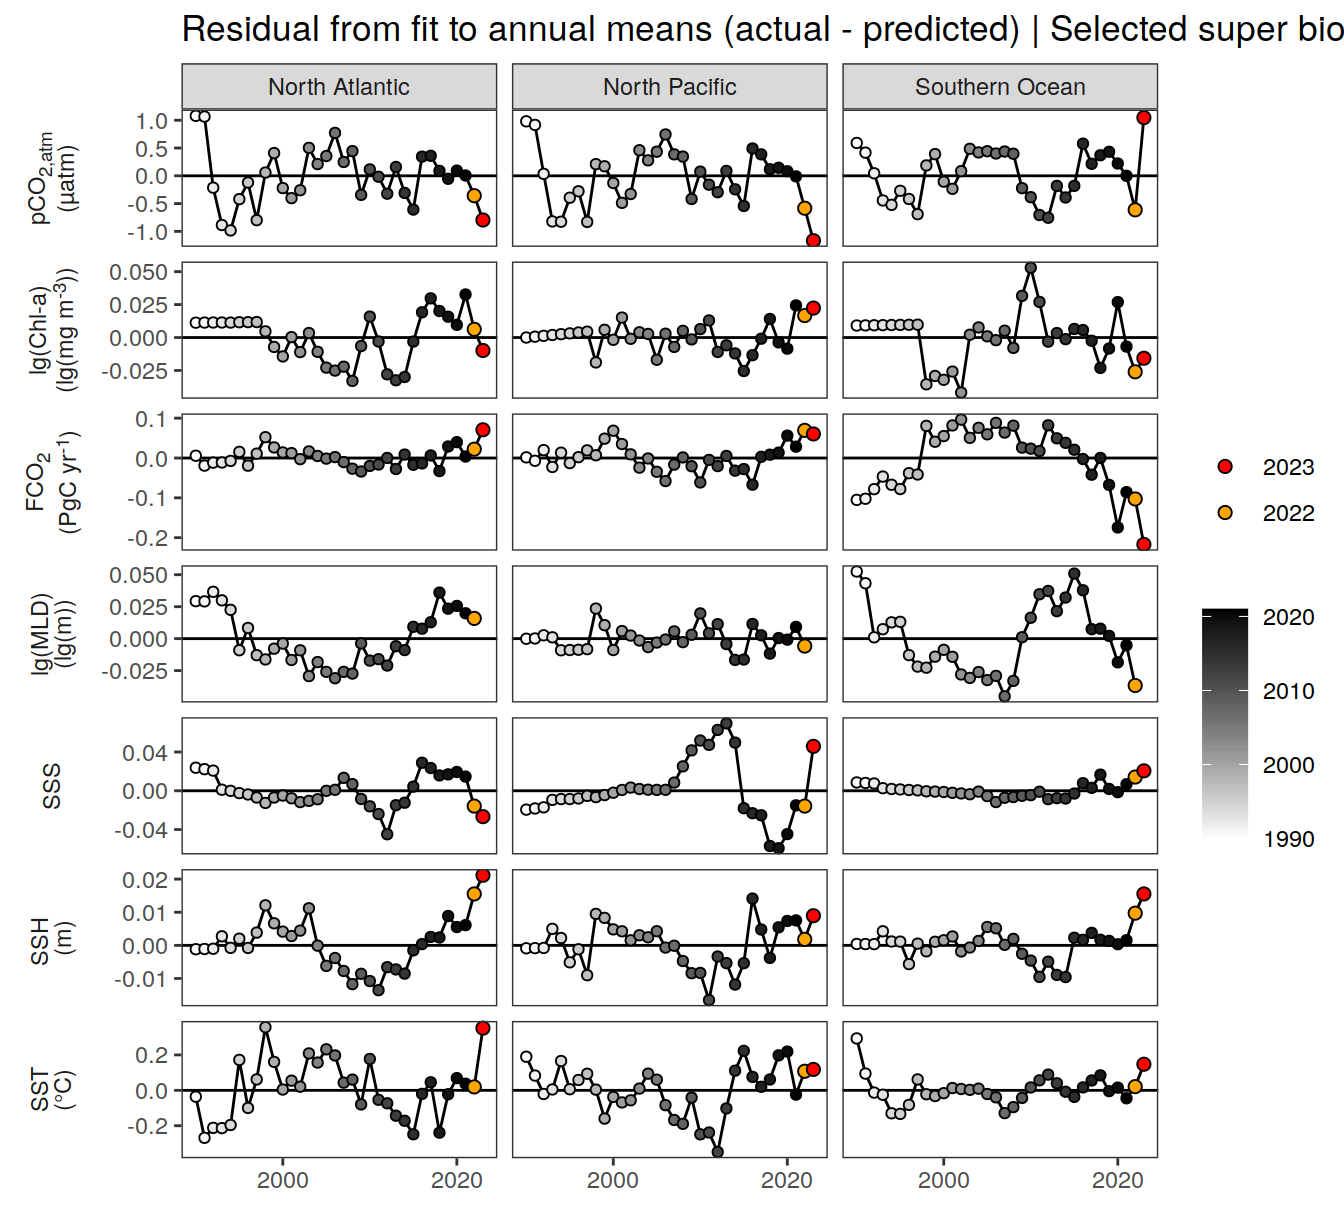 Residual from fit to annual means (actual - predicted) | Selected super bio
North Atlantic
North Pacific
Southern Ocean
pCO2,atm
(µatm)
1.0
0.5
0.0
-0.5
-1.0
lg(Chl-a)
(lg(mg m-3))
0.050
0.025
0.000
-0.025
FCO2
(PgC yr-1)
0.1
0.0
-0.1
-0.2
lg(MLD)
(lg(m))
0.050
0.025
0.000
-0.025
SSS
0.04
0.00
-0.04
SSH
(m)
0.02
0.01
0.00
-0.01
SST
(°C)
0.2
0.0
-0.2
2000
2020
2000
2020
2000
2020
2023
2022
2020
2010
2000
1990